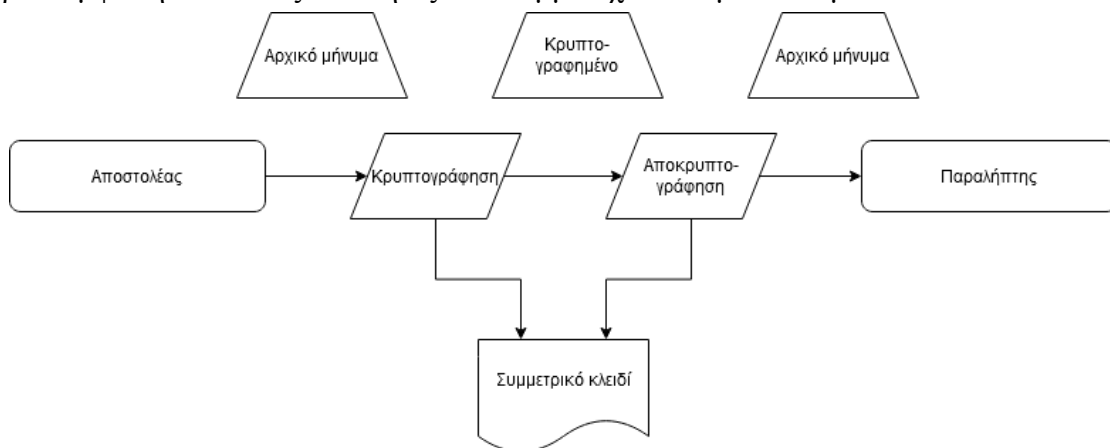 Αρχικό μήνυμα
Κρυπτο-
γραφημένο
Αρχικό μήνυμα
Αποστολέας
Κρυπτογράφηση
Αποκρυπτο-
γράφηση
Παραλήπτης
Συμμετρικό κλειδί